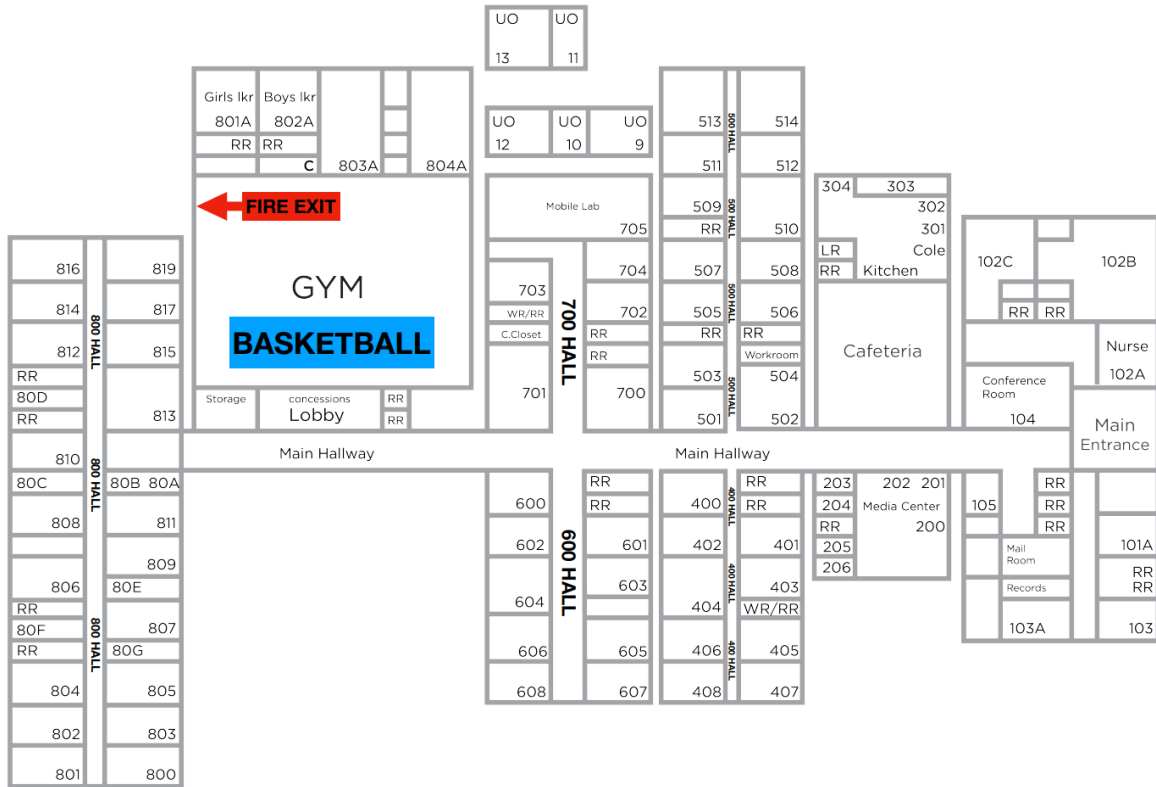 UO
UO
13
11
Girls lkr
Boys lkr
801A
802A
RR
RR
C
803A
804A
UO
UO
UO
12
10
9
513
514
500 HALL
511
512
Mobile Lab
705
509
RR
500 HALL
510
304
303
302
301
LR
Cole
RR
Kitchen
FIRE EXIT
GYM
BASKETBALL
816
819
814
817
800 HALL
812
815
RR
80D
RR
813
703
WR/RR
C.Closet
701
700 HALL
704
702
RR
RR
700
507
508
505
500 HALL
506
RR
RR
Workroom
503
504
501
500 HALL
502
Cafeteria
102C
102B
RR
RR
Nurse
102A
Conference
Room
104
Main
Entrance
Storage
concessions
Lobby
RR
RR
Main Hallway
Main Hallway
810
80C
800 HALL
80B
80A
808
811
809
806
80E
RR
80F
807
RR
800 HALL
80G
804
805
802
803
801
800
600
RR
RR
602
601
600 HALL
603
604
606
605
608
607
400
400 HALL
RR
RR
402
401
400 HALL
403
404
WR/RR
406
400 HALL
405
408
407
203
202
201
204
Media Center
RR
200
205
206
105
RR
RR
RR
Mail
Room
Records
103A
101A
RR
RR
103